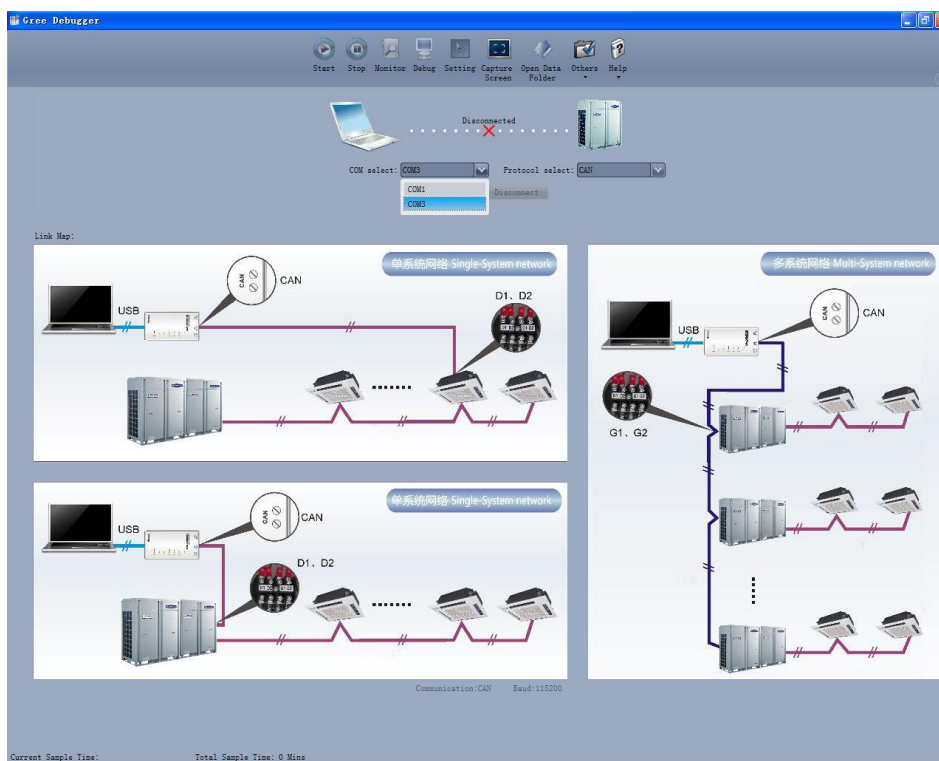 Gree Debugger
Start Stop Monitor Debug Setting Capture Screen Open Data Folder Others Help
Disconnected
COM select: COM3 Protocol select: CAN
COM1
COM3
Disconnect
Link Map:
单系统网络 Single-System network
CAN
CAN
USB
D1、D2
单系统网络 Single-System network
CAN
CAN
USB
D1、D2
多系统网络 Multi-System network
CAN
CAN
USB
G1、G2
Communication:CAN Baud:115200
Current Sample Time: Total Sample Time: 0 Mins